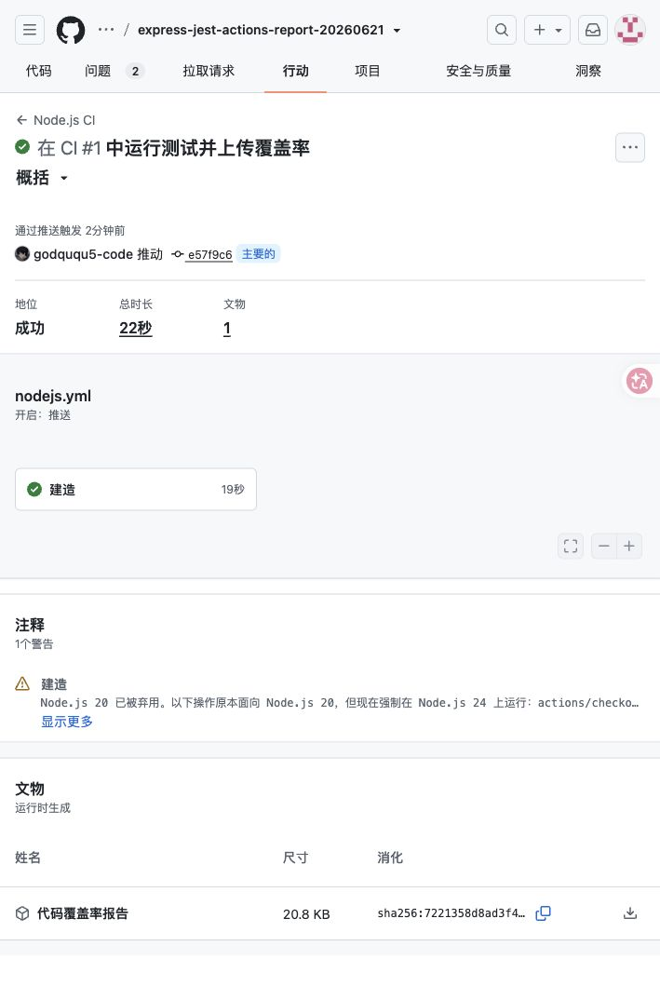 … / express-jest-actions-report-20260621
代码 问题 2 拉取请求 行动 项目 安全与质量 洞察
← Node.js CI
在 CI #1 中运行测试并上传覆盖率
概括
通过推送触发 2分钟前
godququ5-code 推动 e57f9c6 主要的
地位 总时长 文物
成功 22秒 1
nodejs.yml
开启：推送
建造 19秒
注释
1个警告
建造
Node.js 20 已被弃用。以下操作原本面向 Node.js 20，但现在强制在 Node.js 24 上运行：actions/checko…
显示更多
文物
运行时生成
姓名 尺寸 消化
代码覆盖率报告 20.8 KB sha256:7221358d8ad3f4…